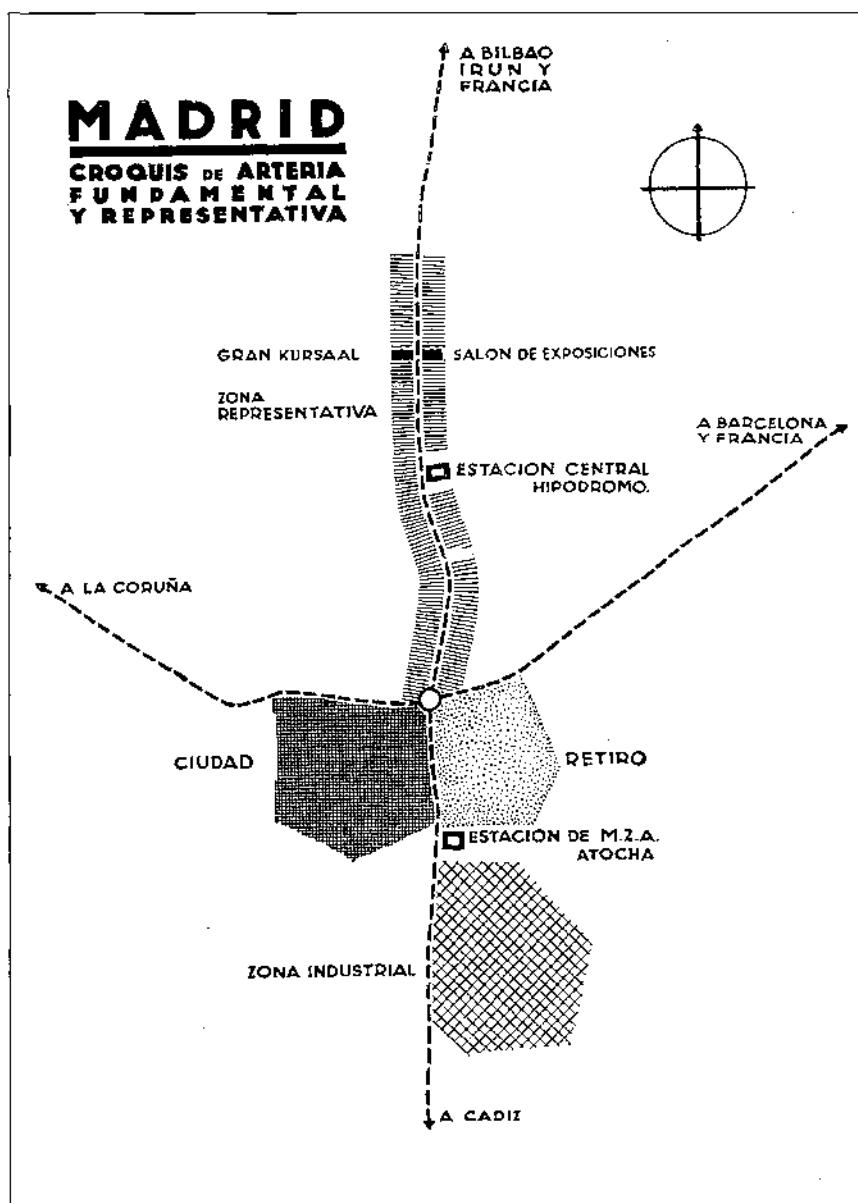 MADRID
CROQUIS DE ARTERIA
FUNDAMENTAL
Y REPRESENTATIVA
A BILBAO
IRUN Y
FRANCIA
GRAN KURSAAL
SALON DE EXPOSICIONES
ZONA
REPRESENTATIVA
A BARCELONA
Y FRANCIA
ESTACION CENTRAL
HIPODROMO.
A LA CORUÑA
CIUDAD
RETIRO
ESTACION DE M.Z.A.
ATOCHA
ZONA INDUSTRIAL
A CADIZ